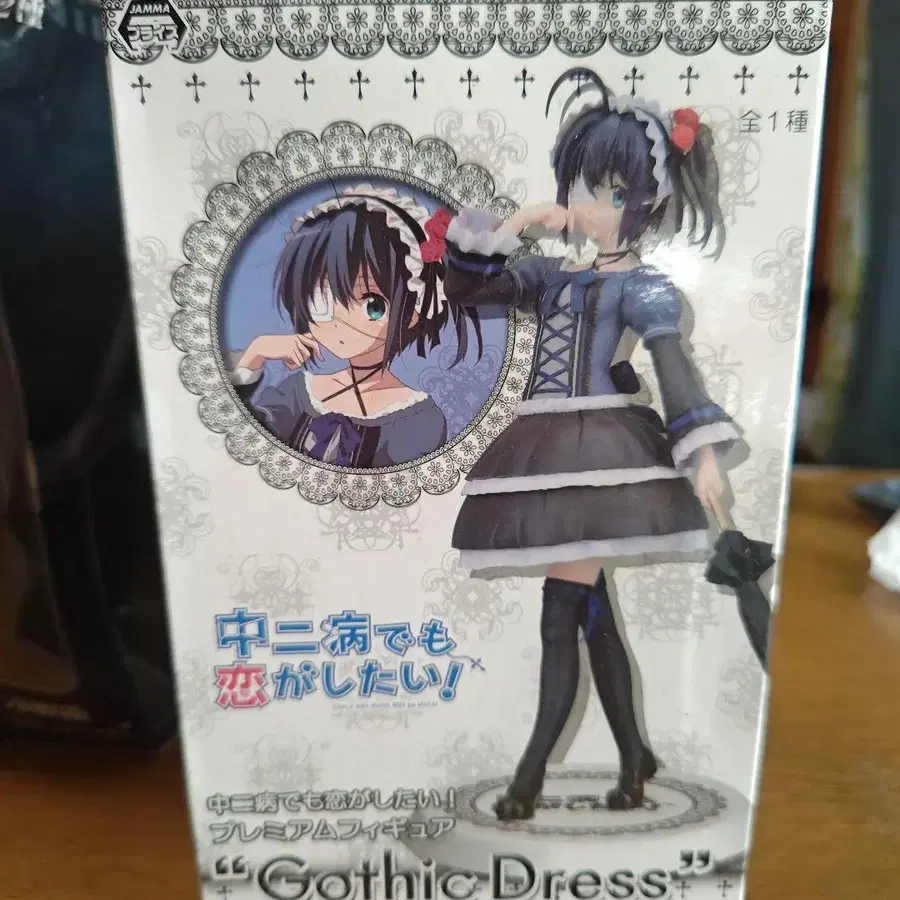 JAMMA
プライズ
全1種
中二病でも
恋がしたい!
中二病でも恋がしたい!
プレミアムフィギュア
“Gothic Dress”